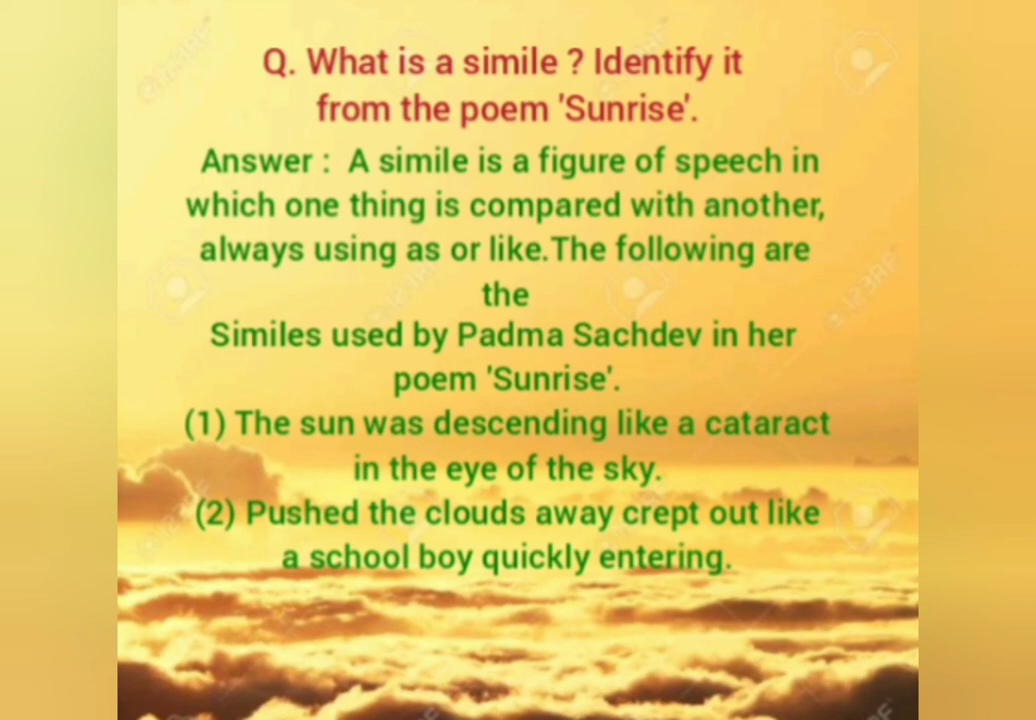 Q. What is a simile ? Identify it
from the poem 'Sunrise'.
Answer :  A simile is a figure of speech in
which one thing is compared with another,
always using as or like.The following are
the
Similes used by Padma Sachdev in her
poem 'Sunrise'.
(1) The sun was descending like a cataract
in the eye of the sky.
(2) Pushed the clouds away crept out like
a school boy quickly entering.